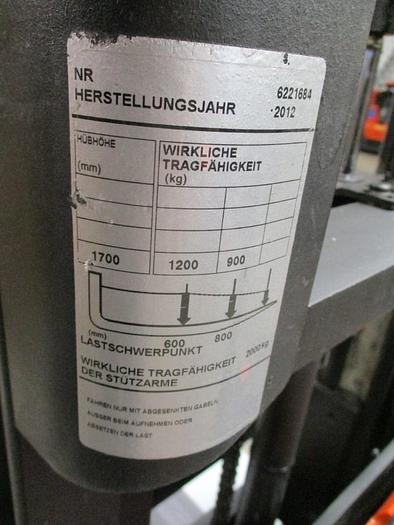 NR 6221684
HERSTELLUNGSJAHR 2012
HUBHÖHE WIRKLICHE
(mm) TRAGFÄHIGKEIT
(kg)
1700 1200 900
(mm) 600 800
LASTSCHWERPUNKT
WIRKLICHE TRAGFÄHIGKEIT 2000 kg
DER STÜTZARME
FAHREN NUR MIT ABGESENKTEN GABELN,
AUSSER BEIM AUFNEHMEN ODER
ABSETZEN DER LAST